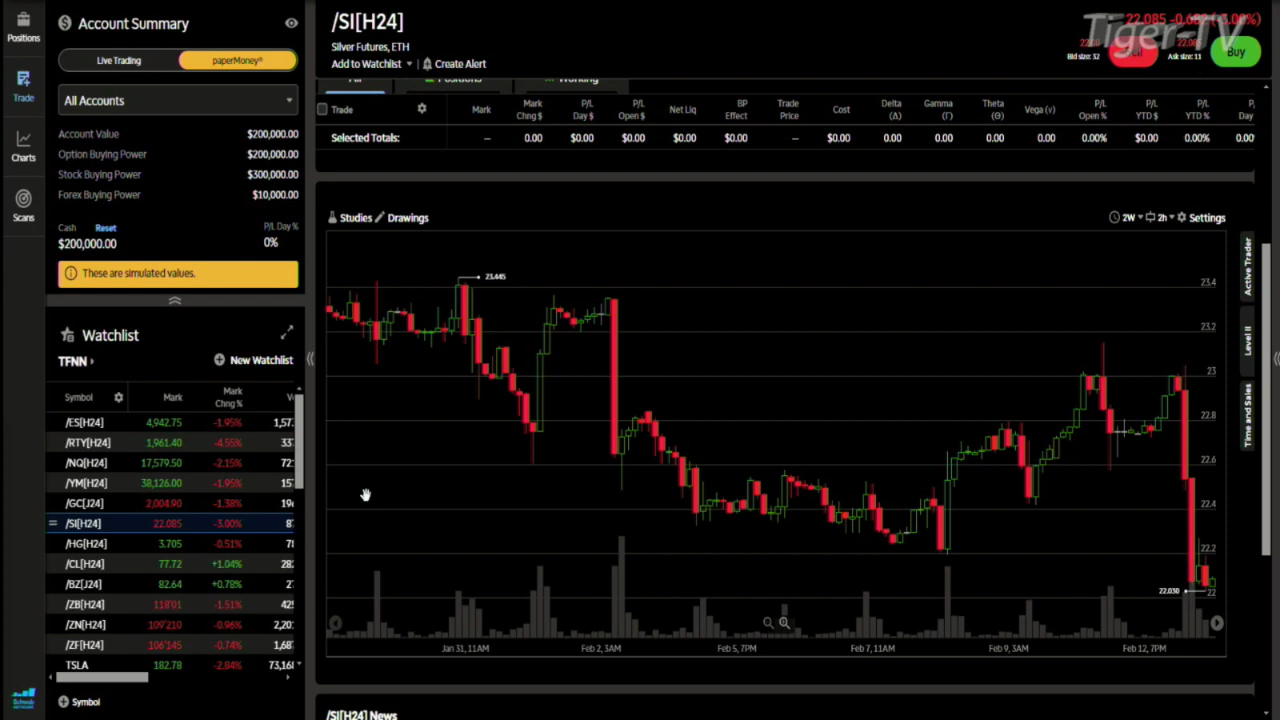 Positions
Trade
Charts
Scans
Account Summary
Live Trading
paperMoney®
All Accounts
Account Value $200,000.00
Option Buying Power $200,000.00
Stock Buying Power $300,000.00
Forex Buying Power $10,000.00
Cash Reset P/L Day %
$200,000.00 0%
These are simulated values.
Watchlist
TFNN
New Watchlist
Symbol Mark Mark Chng %
/ES[H24] 4,942.75 -1.95%
/RTY[H24] 1,961.40 -4.55%
/NQ[H24] 17,579.50 -2.15%
/YM[H24] 38,126.00 -1.95%
/GC[J24] 2,004.90 -1.38%
/SI[H24] 22.085 -3.00%
/HG[H24] 3.705 -0.51%
/CL[H24] 77.72 +1.04%
/BZ[J24] 82.64 +0.78%
/ZB[H24] 118'01 -1.51%
/ZN[H24] 109'210 -0.96% 2,201
/ZF[H24] 106'145 -0.74%
TSLA 182.78 -2.84% 73,168
Symbol
/SI[H24]
Silver Futures, ETH
Add to Watchlist
Create Alert
Tiger-TV
22.085
Bid size: 32
Ask size: 11
Buy
Trade Mark Mark Chng $ P/L Day $ P/L Open $ Net Liq BP Effect Trade Price Cost Delta (Δ) Gamma (Γ) Theta (Θ) Vega (ν) P/L Open % P/L YTD $ P/L YTD % P/L Day
Selected Totals: — 0.00 $0.00 $0.00 $0.00 $0.00 — $0.00 0.00 0.00 0.00 0.00 0.00% $0.00 0.00% 0.00
Studies
Drawings
2W
2h
Settings
Active Trader
Level II
Time and Sales
23.445
23.4
23.2
23
22.8
22.6
22.4
22.2
22
22.030
Jan 31, 11AM
Feb 2, 3AM
Feb 5, 7PM
Feb 7, 11AM
Feb 9, 3AM
Feb 12, 7PM
/SI[H24] News